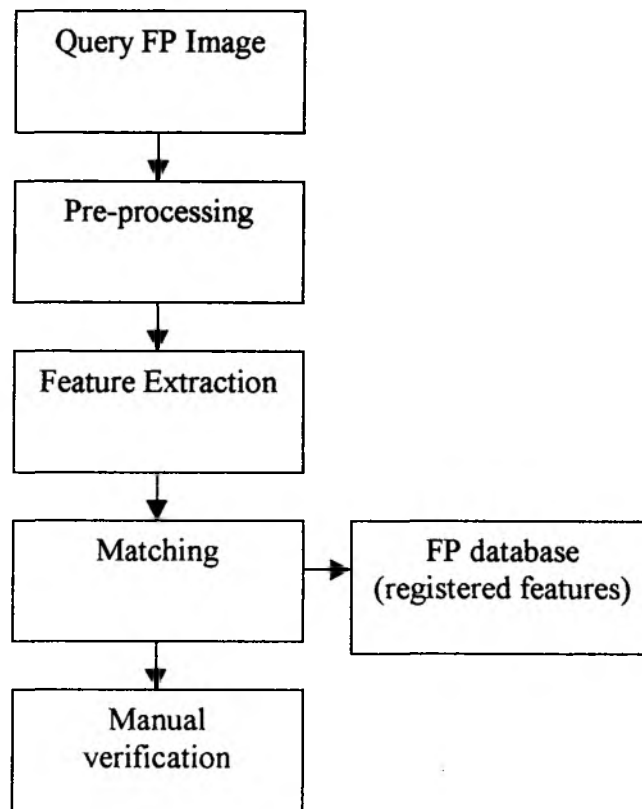 Query FP Image
Pre-processing
Feature Extraction
Matching
FP database
(registered features)
Manual
verification